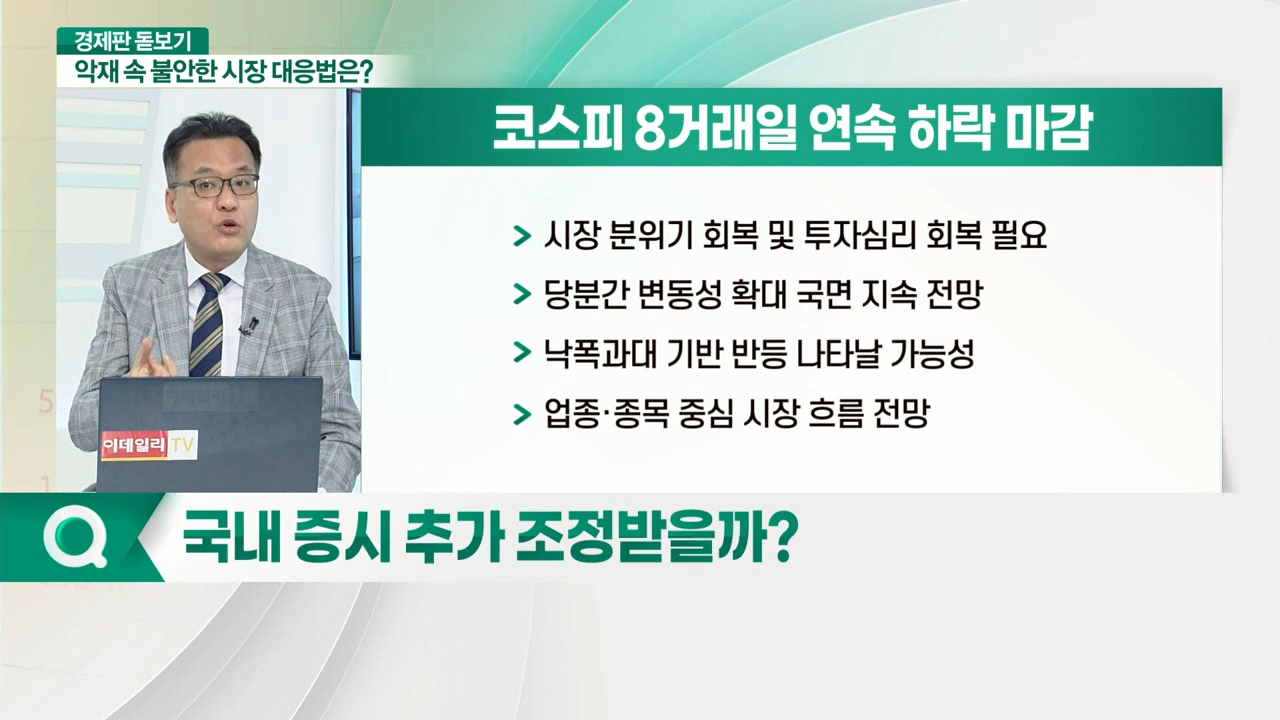 경제판 돋보기
악재 속 불안한 시장 대응법은?
코스피 8거래일 연속 하락 마감
> 시장 분위기 회복 및 투자심리 회복 필요
> 당분간 변동성 확대 국면 지속 전망
> 낙폭과대 기반 반등 나타날 가능성
> 업종·종목 중심 시장 흐름 전망
이데일리 TV
Q 국내 증시 추가 조정받을까?